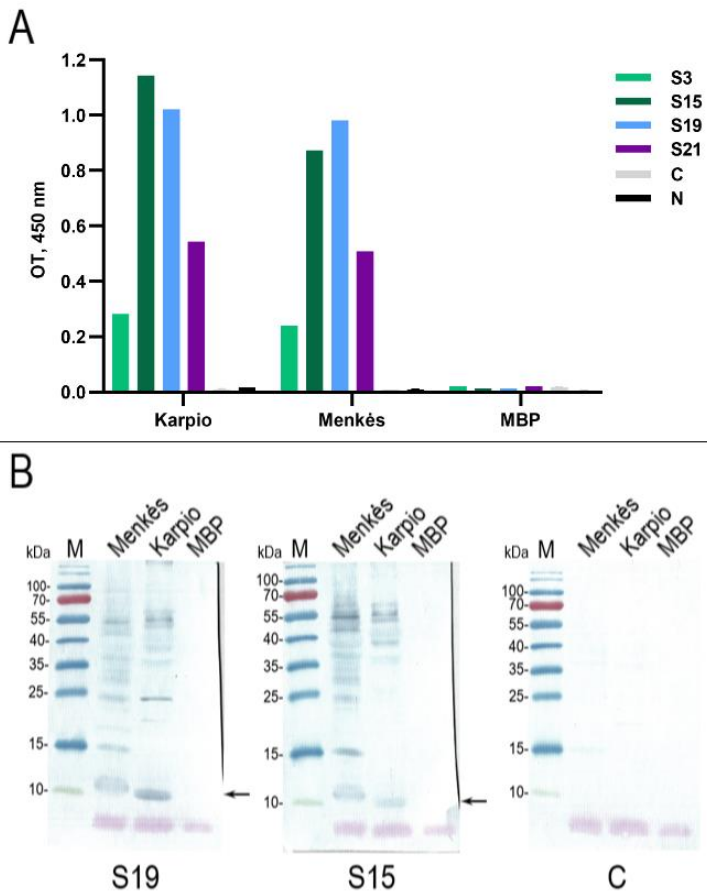 A
OT, 450 nm
1.2
1.0
0.8
0.6
0.4
0.2
0.0
Karpio Menkės MBP
S3
S15
S19
S21
C
N
B
kDa M Menkės Karpio MBP
100-
70-
55-
40-
35-
25-
15-
10-
S19
kDa M Menkės Karpio MBP
100-
70-
55-
40-
35-
25-
15-
10-
S15
kDa M Menkės Karpio MBP
100-
70-
55-
40-
35-
25-
15-
10-
C